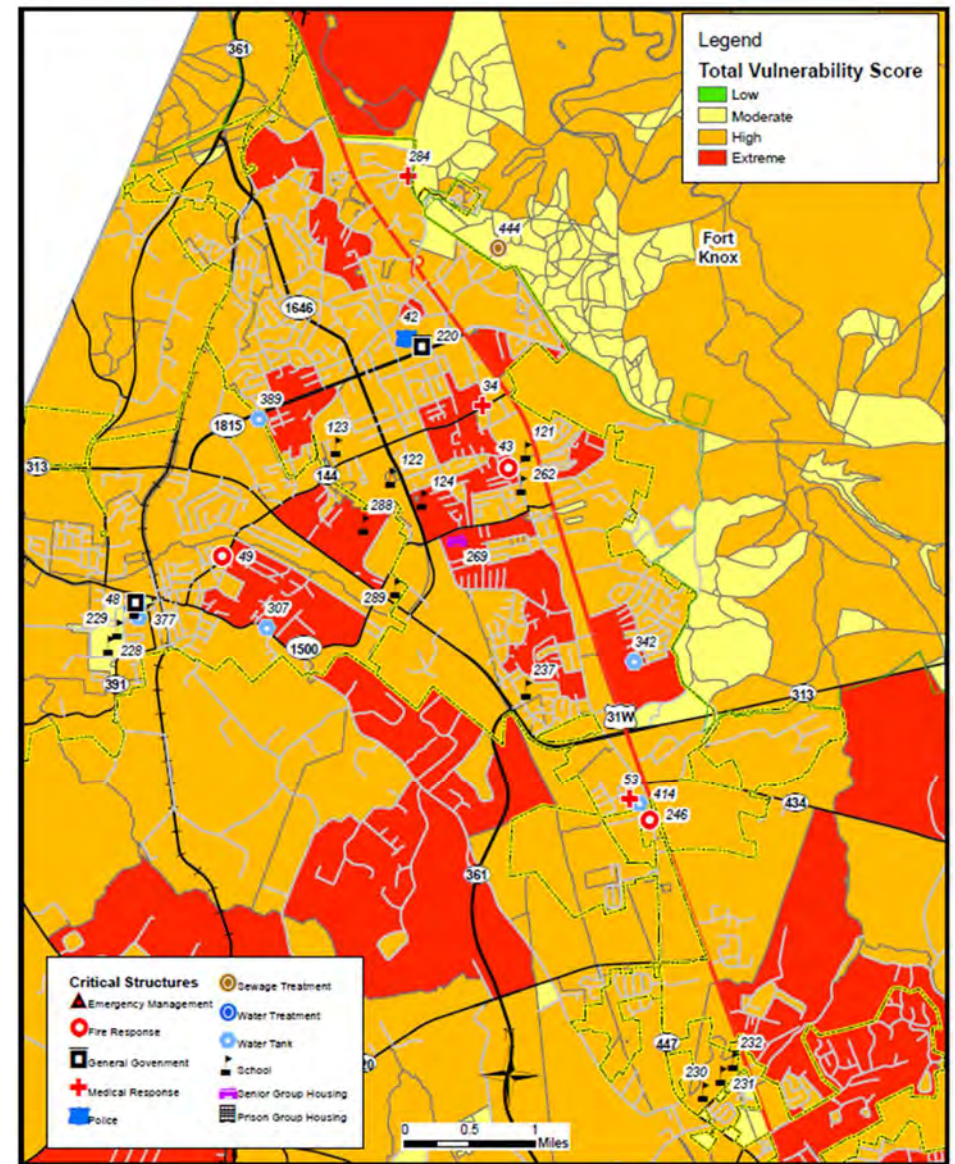 Legend
Total Vulnerability Score
Low
Moderate
High
Extreme
361
284
444
Fort
Knox
1646
42
220
34
389
123
1815
43
121
313
122
262
144
124
288
49
269
48
289
229
377
307
342
228
1500
237
391
313
31W
53
414
434
246
361
447
232
230
231
20
Critical Structures
Emergency Management
Fire Response
General Govenment
Medical Response
Police
Sewage Treatment
Water Treatment
Water Tank
School
Senior Group Housing
Prison Group Housing
0 0.5 1
Miles